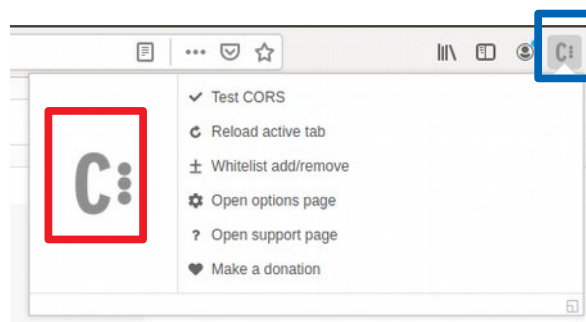 C:
C:
Test CORS
Reload active tab
Whitelist add/remove
Open options page
? Open support page
Make a donation